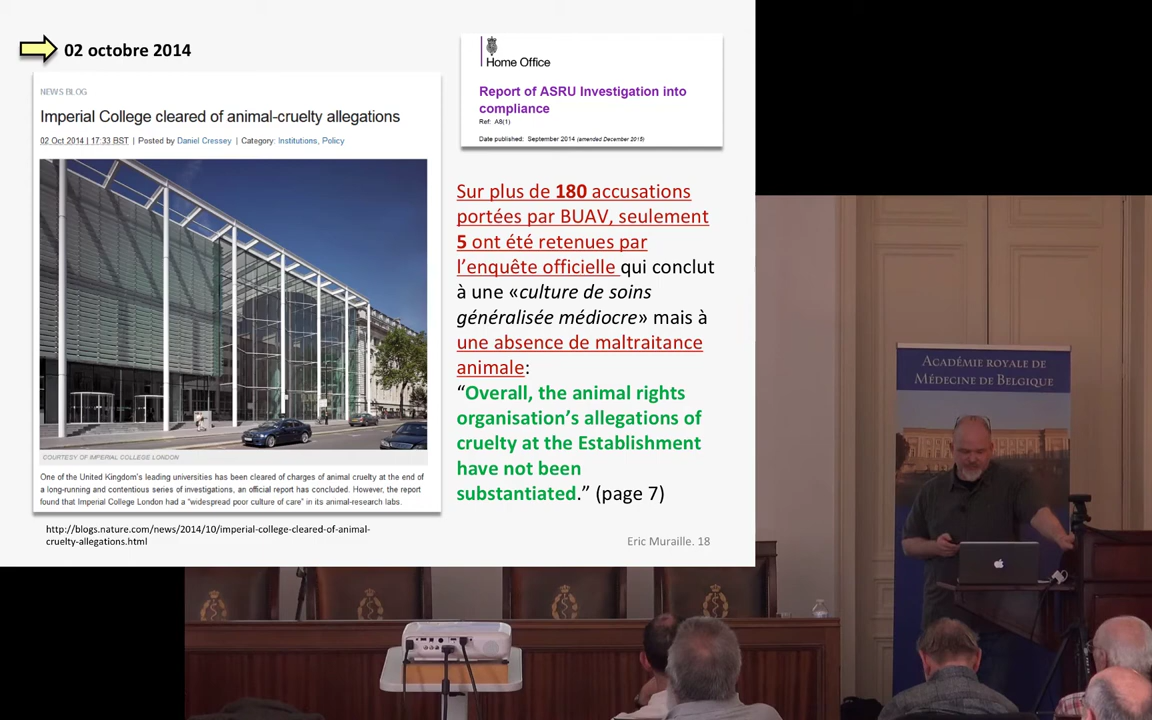 02 octobre 2014
NEWS BLOG
Imperial College cleared of animal-cruelty allegations
02 Oct 2014 | 17:33 BST | Posted by Daniel Cressey | Category: Institutions, Policy
COURTESY OF IMPERIAL COLLEGE LONDON
One of the United Kingdom's leading universities has been cleared of charges of animal cruelty at the end of
a long-running and contentious series of investigations, an official report has concluded. However, the report
found that Imperial College London had a "widespread poor culture of care" in its animal-research labs.
http://blogs.nature.com/news/2014/10/imperial-college-cleared-of-animal-
cruelty-allegations.html
Home Office
Report of ASRU Investigation into
compliance
Ref: A8(1)
Date published: September 2014 (amended December 2015)
Sur plus de 180 accusations
portées par BUAV, seulement
5 ont été retenues par
l'enquête officielle qui conclut
à une «culture de soins
généralisée médiocre» mais à
une absence de maltraitance
animale:
“Overall, the animal rights
organisation's allegations of
cruelty at the Establishment
have not been
substantiated.” (page 7)
Eric Muraille. 18
ACADÉMIE ROYALE DE
MÉDECINE DE BELGIQUE